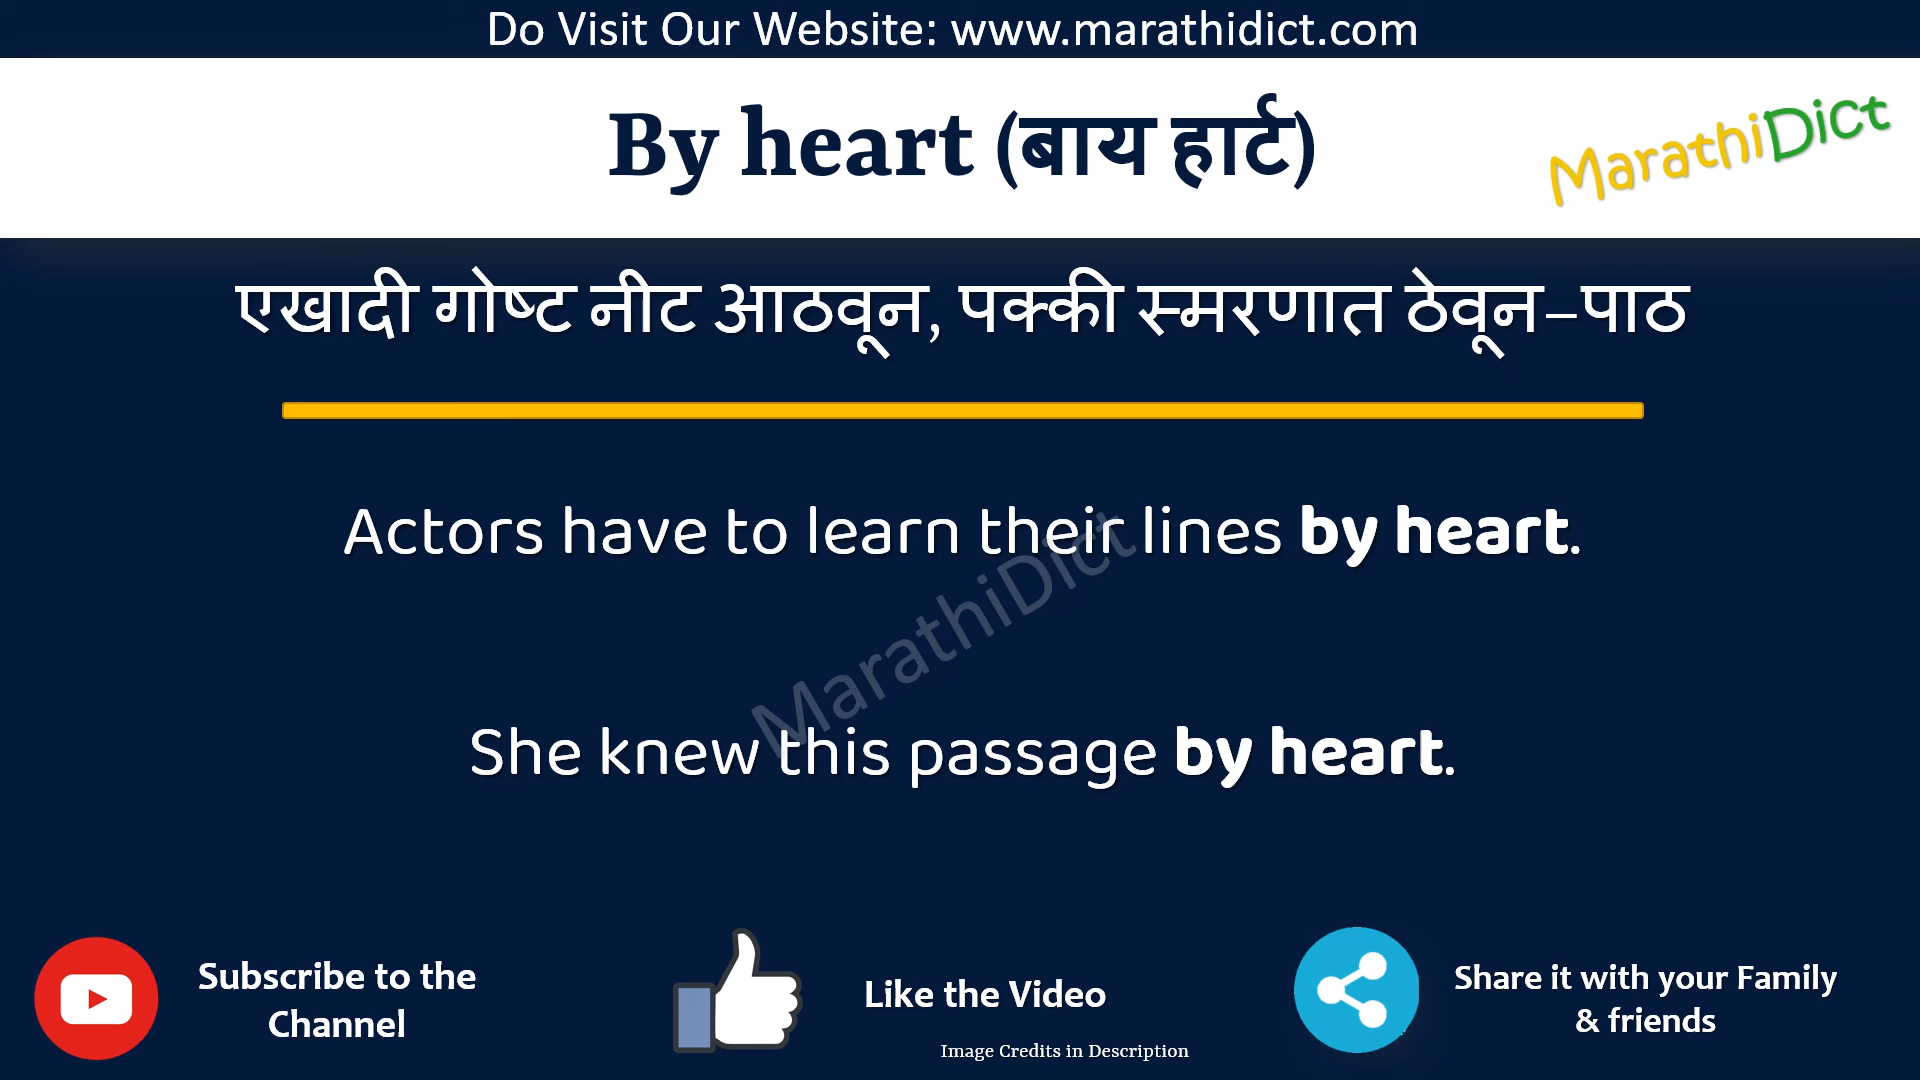 Do Visit Our Website: www.marathidict.com
By heart (बाय हार्ट)
MarathiDict
एखादी गोष्ट नीट आठवून, पक्की स्मरणात ठेवून–पाठ
Actors have to learn their lines by heart.
MarathiDict
She knew this passage by heart.
Subscribe to the
Channel
Like the Video
Share it with your Family
& friends
Image Credits in Description